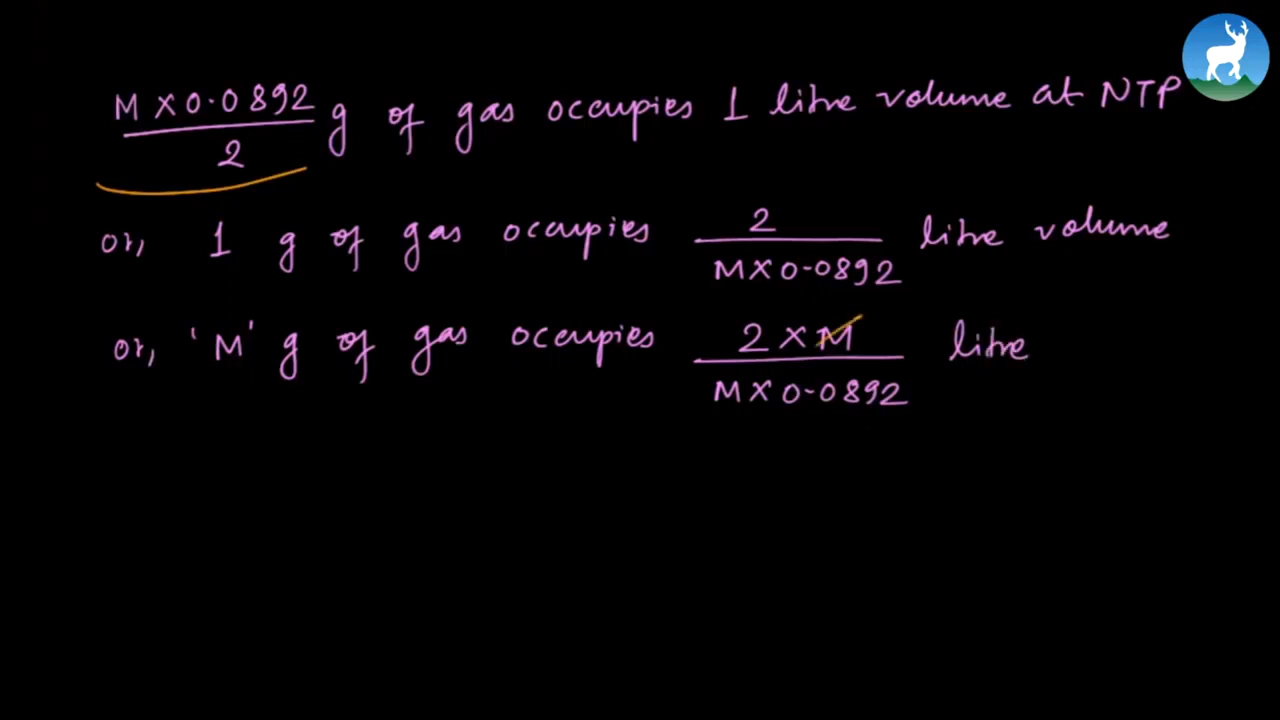 M X 0.0892 / 2 g of gas occupies 1 litre volume at NTP
or, 1 g of gas occupies 2 / M X 0.0892 litre volume
or, 'M' g of gas occupies 2 X M / M X 0.0892 litre